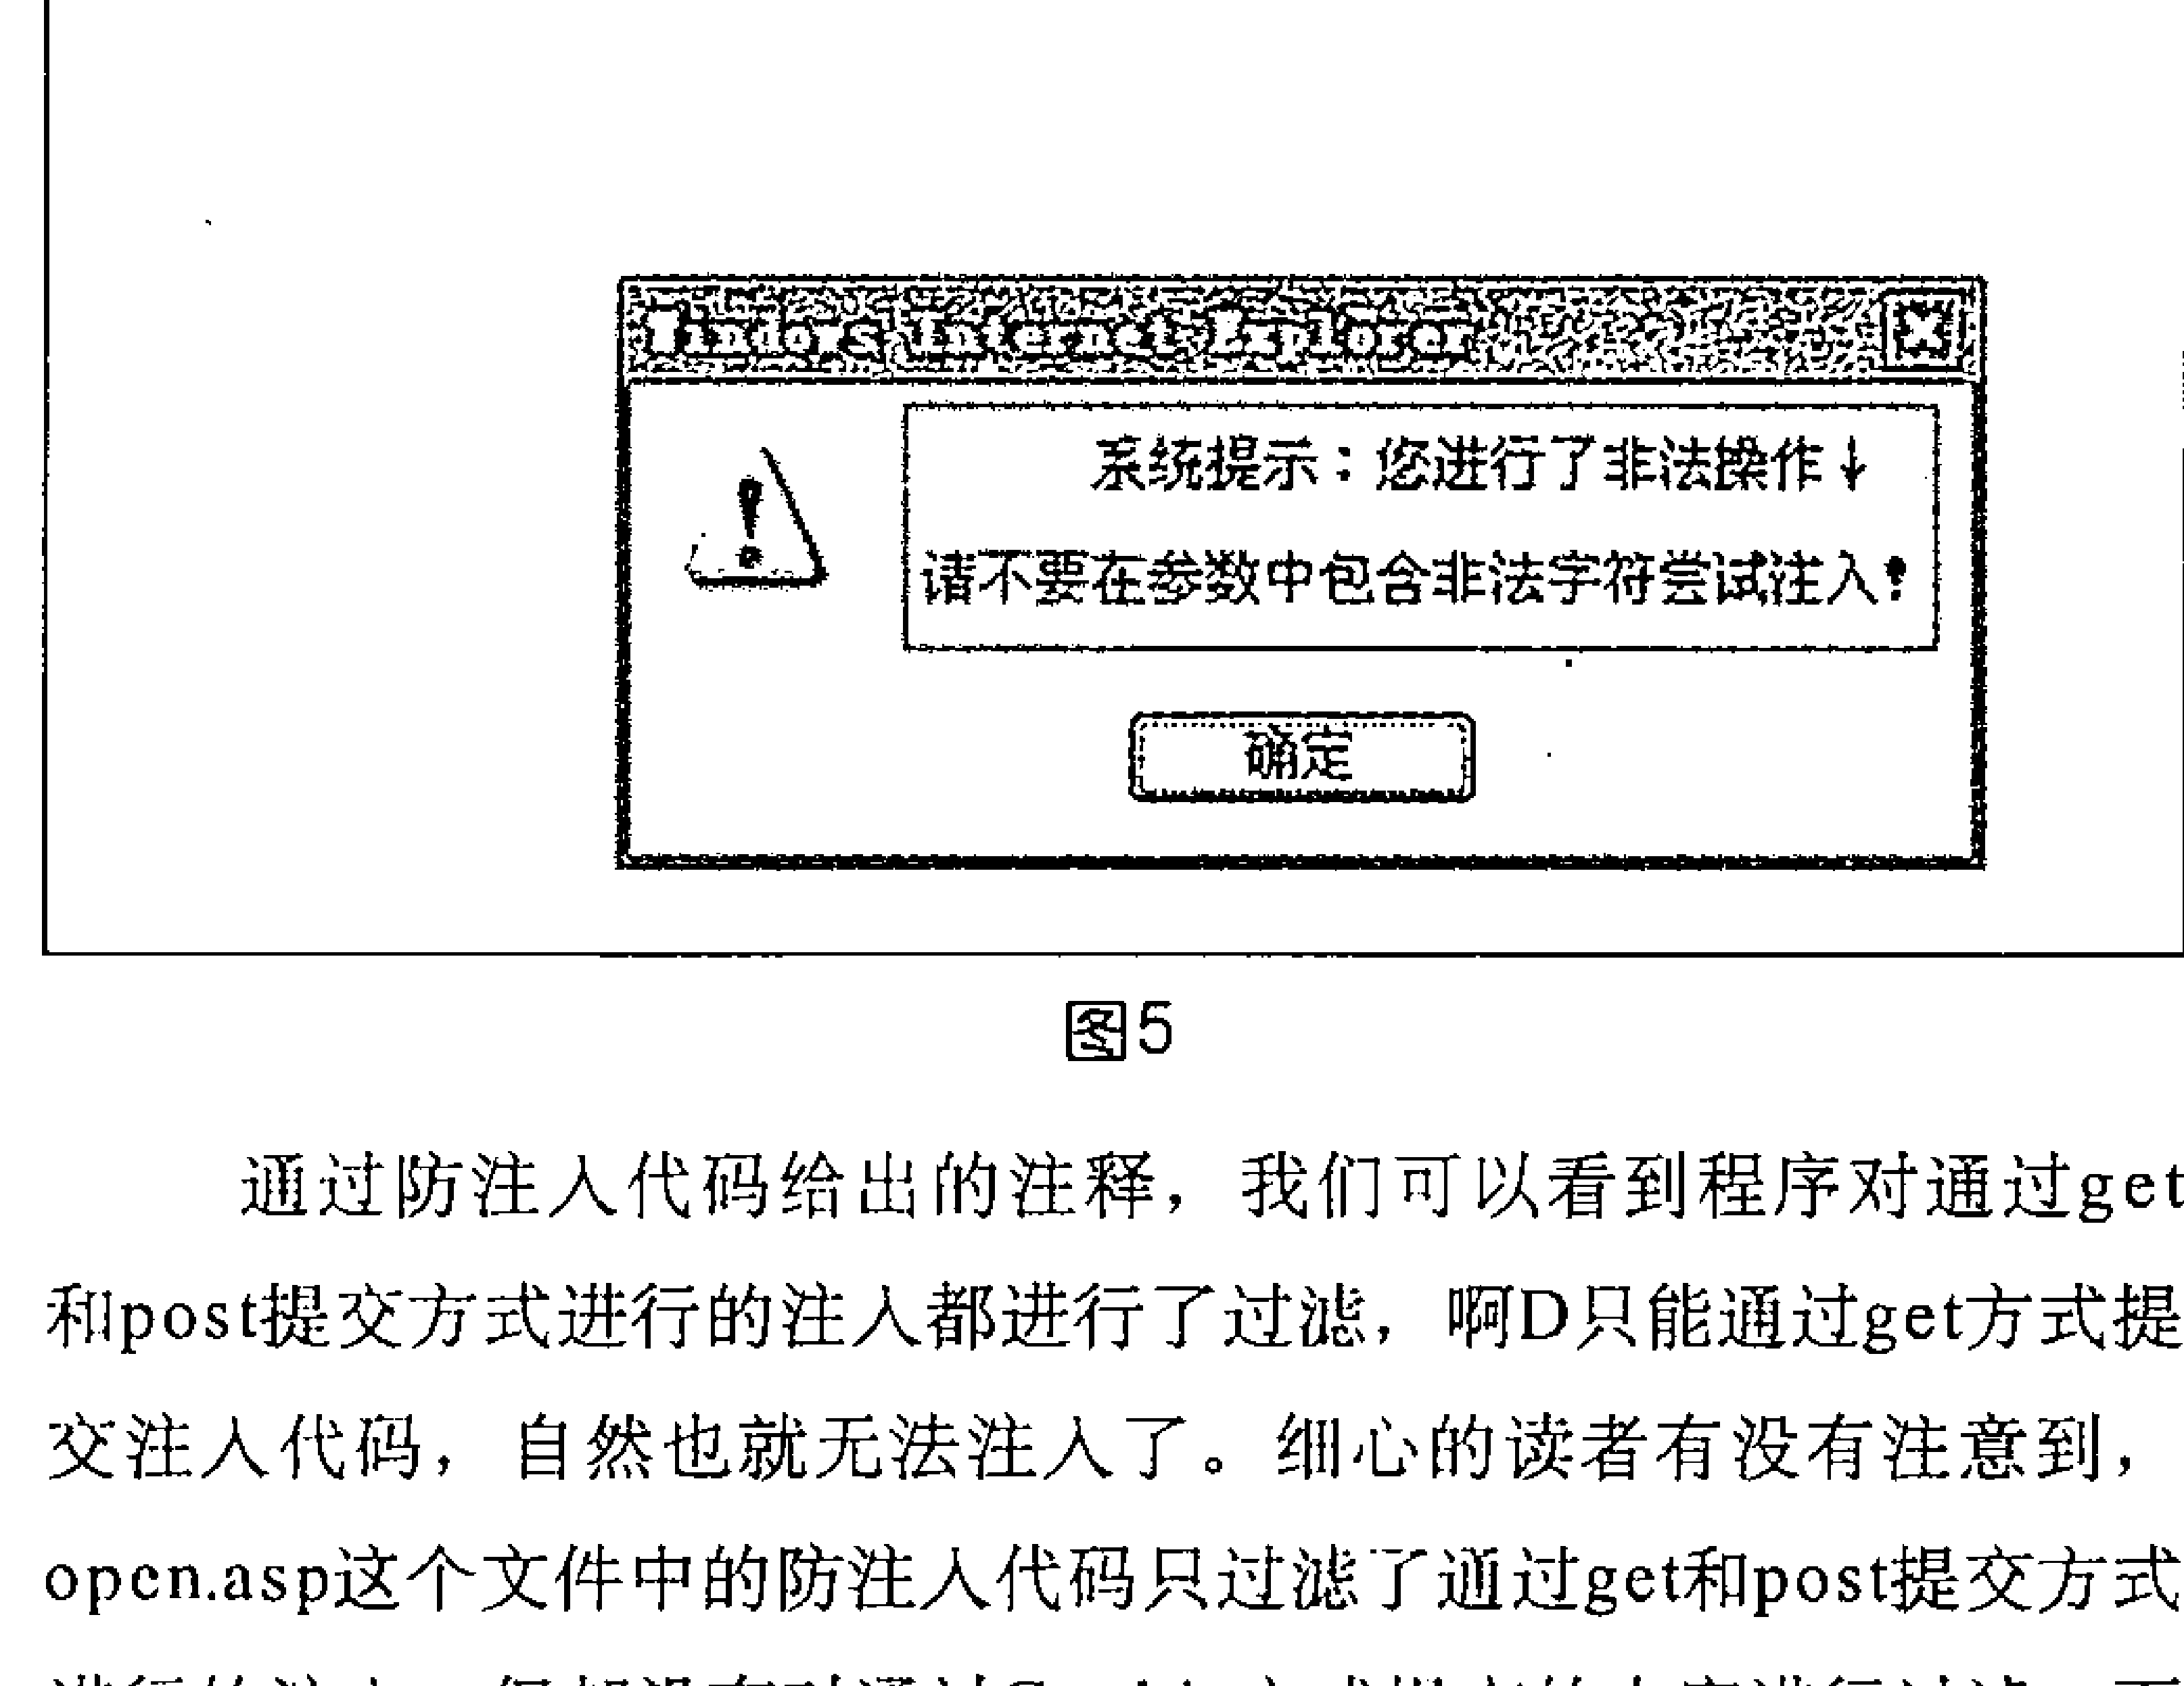 Windows Internet Explorer
系统提示：您进行了非法操作↓
请不要在参数中包含非法字符尝试注入！
确定
图5
通过防注入代码给出的注释，我们可以看到程序对通过get
和post提交方式进行的注入都进行了过滤，啊D只能通过get方式提
交注入代码，自然也就无法注入了。细心的读者有没有注意到，
open.asp这个文件中的防注入代码只过滤了通过get和post提交方式